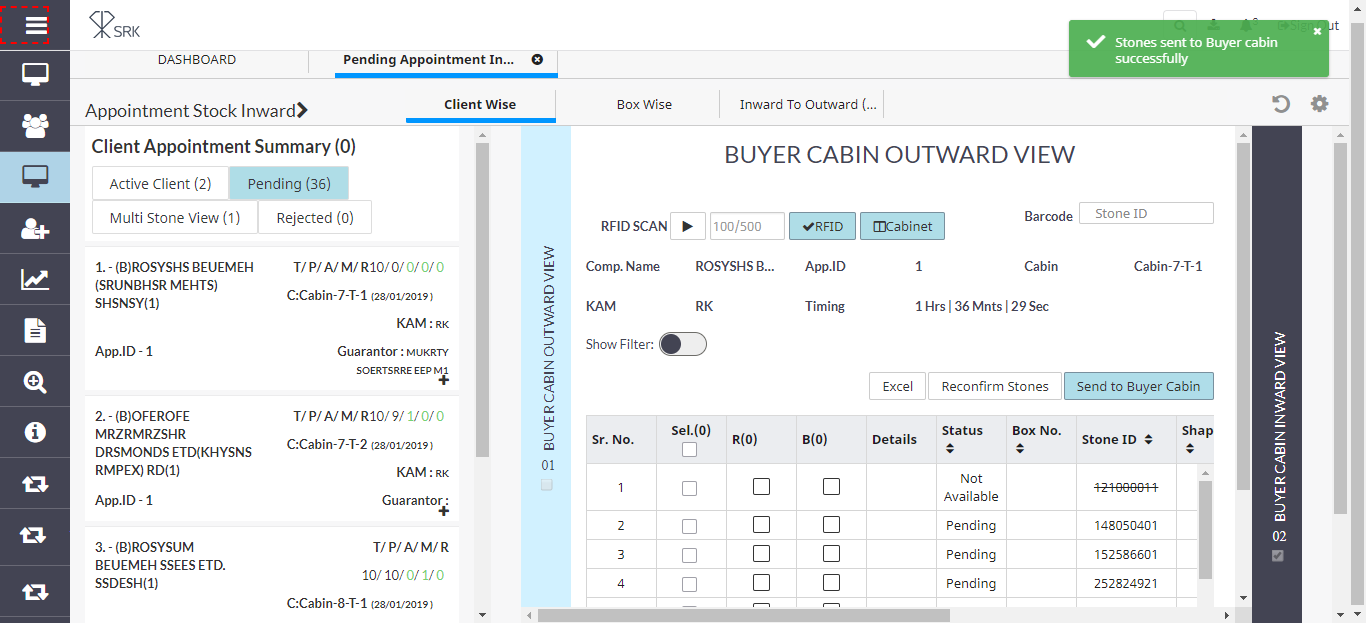 SRK
Sign Out
Stones sent to Buyer cabin
successfully
DASHBOARD
Pending Appointment In...
Appointment Stock Inward
Client Wise
Box Wise
Inward To Outward (...
Client Appointment Summary (0)
Active Client (2)
Pending (36)
Multi Stone View (1)
Rejected (0)
1. - (B)ROSYSHS BEUEMEH
(SRUNBHSR MEHTS)
SHSNSY(1)
T/ P/ A/ M/ R10/ 0/ 0/ 0/ 0
C:Cabin-7-T-1 (28/01/2019 )
KAM : RK
App.ID - 1
Guarantor : MUKRTY
SOERTSRRE EEP M1
2. - (B)OFEROFE
MRZRMRZSHR
DRSMONDS ETD(KHYSNS
RMPEX) RD(1)
T/ P/ A/ M/ R10/ 9/ 1/ 0/ 0
C:Cabin-7-T-2 (28/01/2019 )
KAM : RK
App.ID - 1
Guarantor :
3. - (B)ROSYSUM
BEUEMEH SSEES ETD.
SSDESH(1)
T/ P/ A/ M/ R
10/ 10/ 0/ 1/ 0
C:Cabin-8-T-1 (28/01/2019 )
01 BUYER CABIN OUTWARD VIEW
BUYER CABIN OUTWARD VIEW
RFID SCAN
100/500
RFID
Cabinet
Barcode
Stone ID
Comp. Name ROSYSHS B... App.ID 1 Cabin Cabin-7-T-1
KAM RK Timing 1 Hrs | 36 Mnts | 29 Sec
Show Filter:
Excel
Reconfirm Stones
Send to Buyer Cabin
Sr. No. Sel.(0) R(0) B(0) Details Status Box No. Stone ID Shap
1 Not Available 121000011
2 Pending 148050401
3 Pending 152586601
4 Pending 252824921
02 BUYER CABIN INWARD VIEW